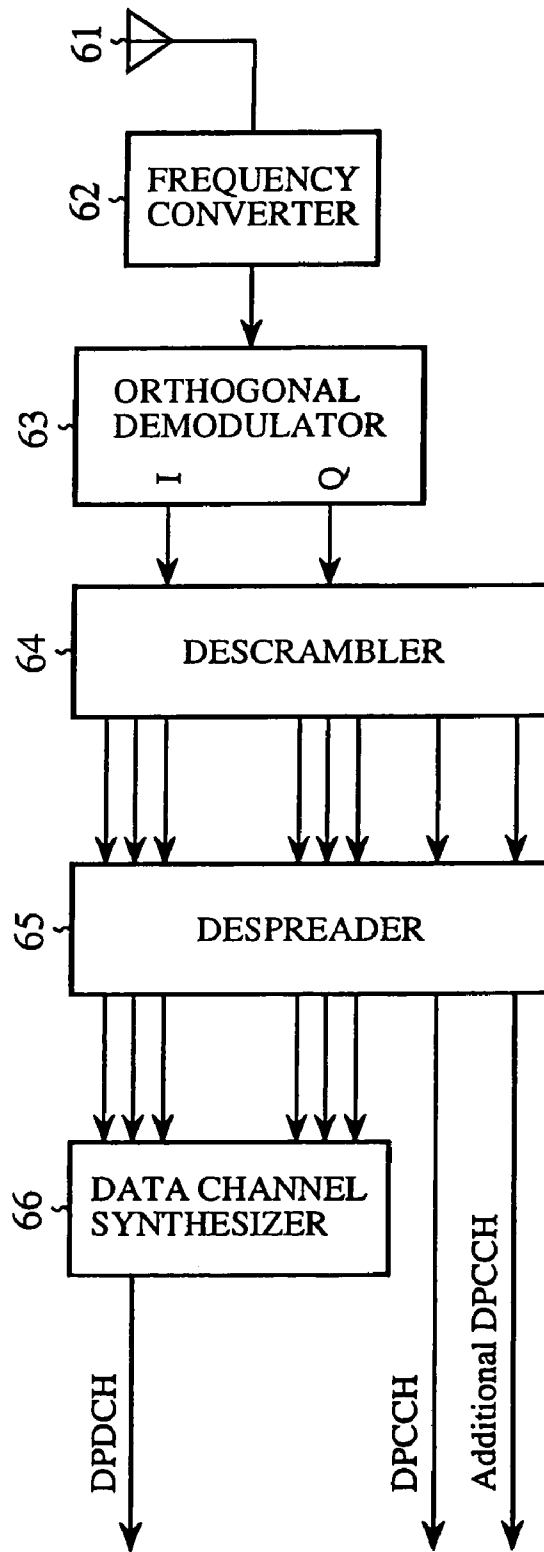 61
62
FREQUENCY
CONVERTER
63
ORTHOGONAL
DEMODULATOR
I
Q
64
DESCRAMBLER
65
DESPREADER
66
DATA CHANNEL
SYNTHESIZER
DPDCH
DPCCH
Additional DPCCH